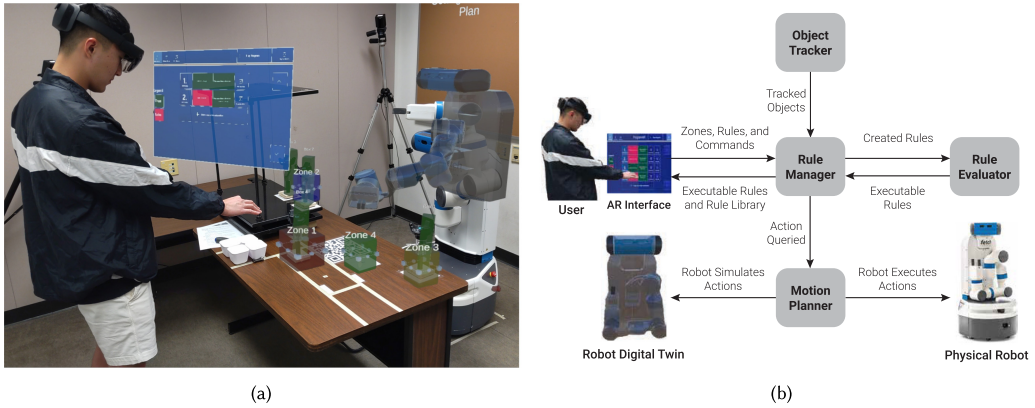 Plan
Zone 2
Zone 1
Zone 4
Zone 3
(a)
Object
Tracker
Tracked
Objects
Zones, Rules, and
Commands
Created Rules
Rule
Manager
Rule
Evaluator
Executable Rules
and Rule Library
Executable
Rules
User
AR Interface
Action
Queried
fetch
Robot Simulates
Actions
Motion
Planner
Robot Executes
Actions
Robot Digital Twin
Physical Robot
(b)